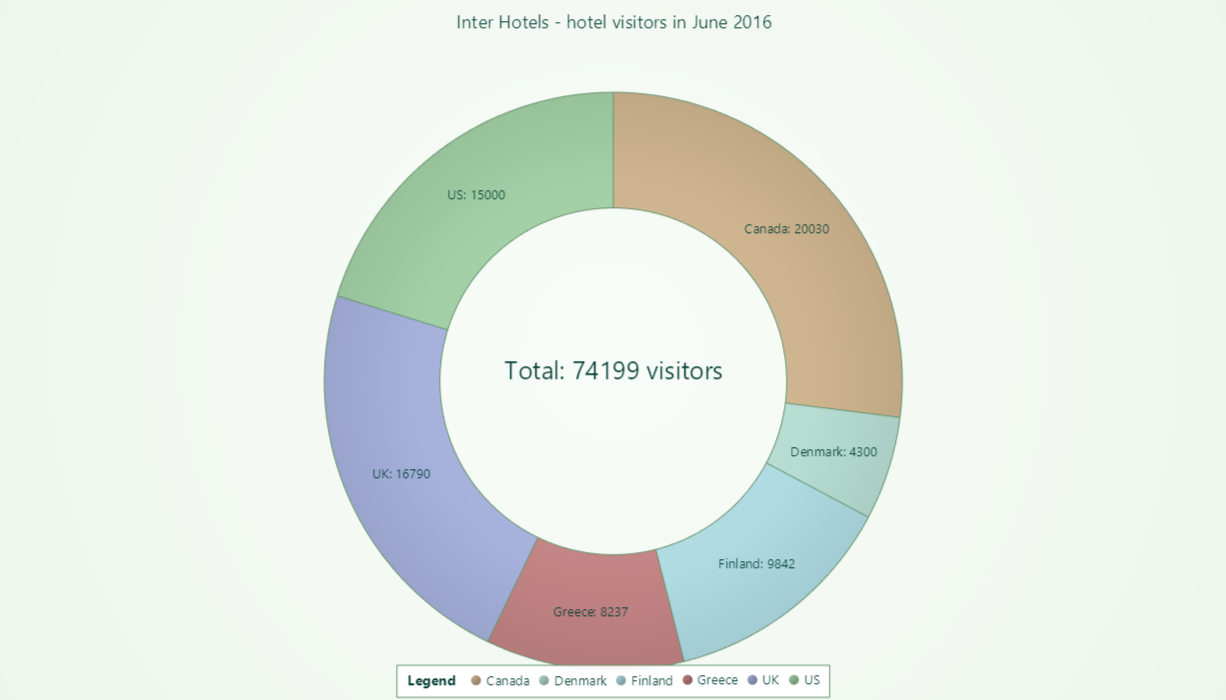 Inter Hotels - hotel visitors in June 2016
US: 15000
Canada: 20030
Total: 74199 visitors
Denmark: 4300
UK: 16790
Finland: 9842
Greece: 8237
Legend Canada Denmark Finland Greece UK US